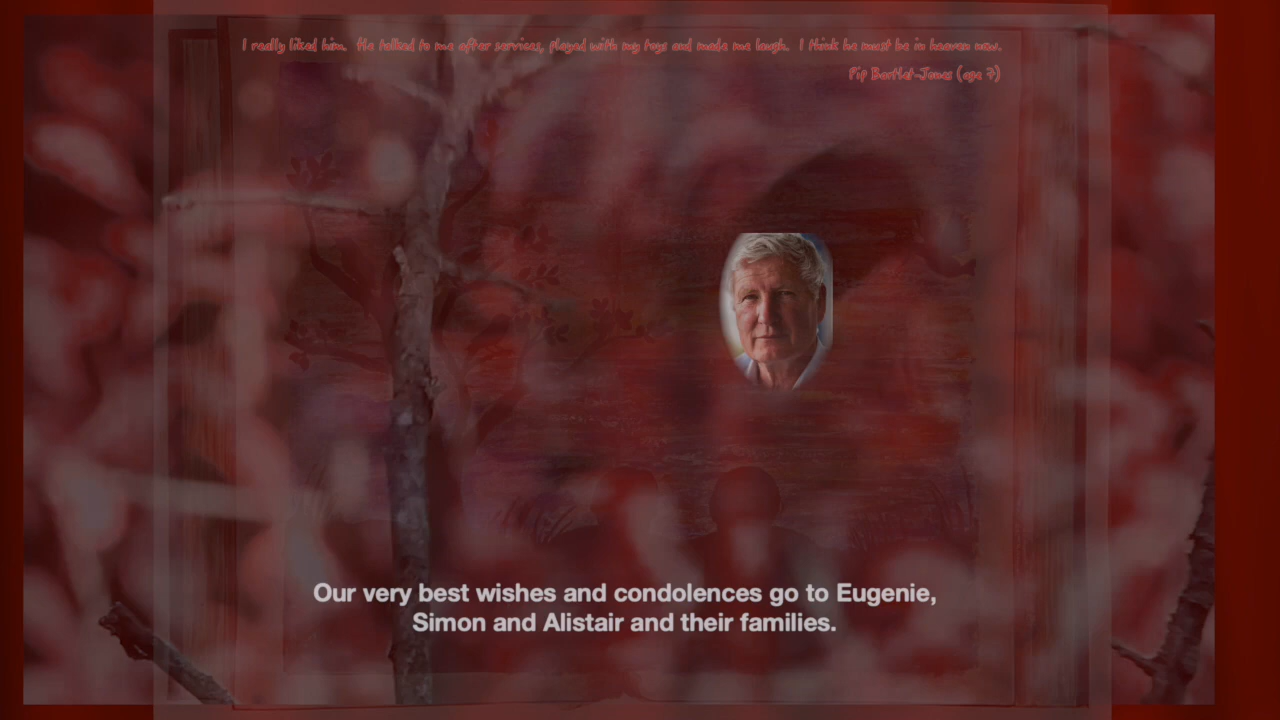 I really liked him. He talked to me after services, played with my toys and made me laugh. I think he must be in heaven now.
Pip Bartlet-Jones (age 7)
Our very best wishes and condolences go to Eugenie,
Simon and Alistair and their families.